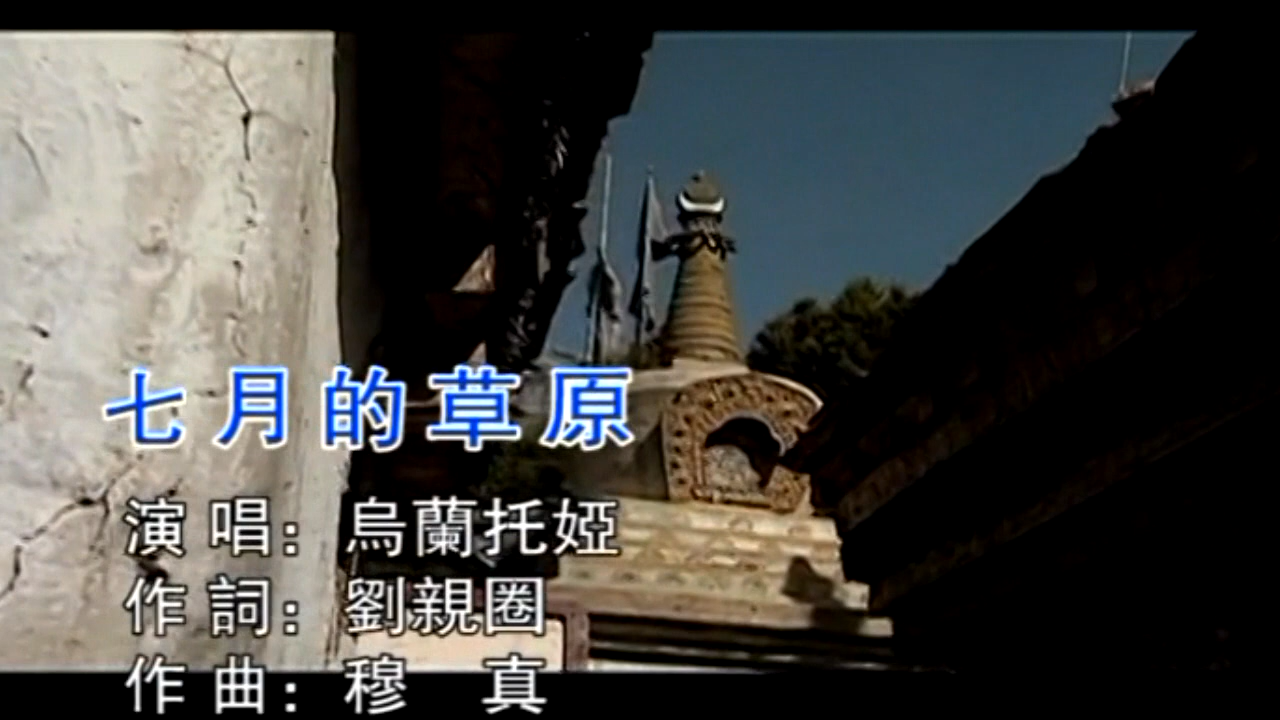 七月的草原
演唱：烏蘭托婭
作詞：劉親圈
作曲：穆 真